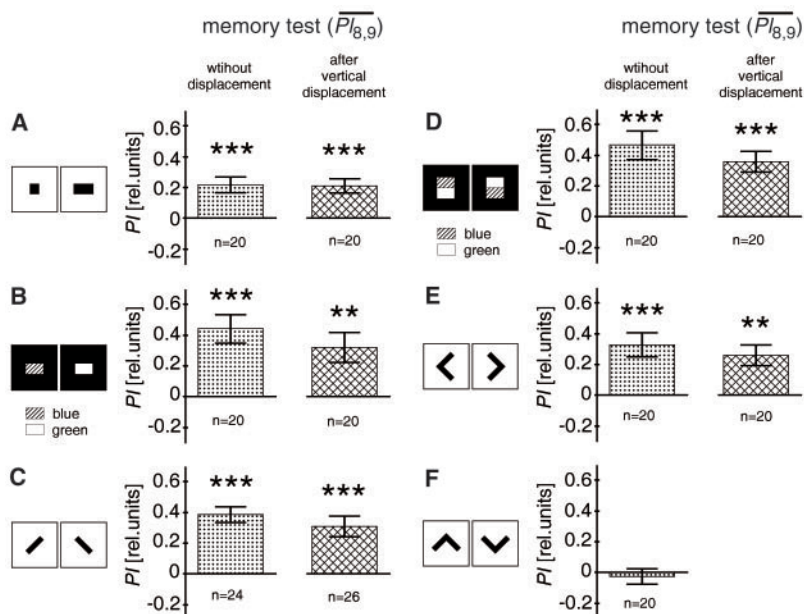 memory test (PI8,9)
memory test (PI8,9)
wtihout
displacement
after
vertical
displacement
wtihout
displacement
after
vertical
displacement
A
PI [rel.units]
0.6
0.4
0.2
0
-0.2
***
***
n=20
n=20
D
blue
green
PI [rel.units]
0.6
0.4
0.2
0
-0.2
***
***
n=20
n=20
B
blue
green
PI [rel.units]
0.6
0.4
0.2
0
-0.2
***
**
n=20
n=20
E
PI [rel.units]
0.6
0.4
0.2
0
-0.2
***
**
n=20
n=20
C
PI [rel.units]
0.6
0.4
0.2
0
-0.2
***
***
n=24
n=26
F
PI [rel.units]
0.6
0.4
0.2
0
-0.2
n=20